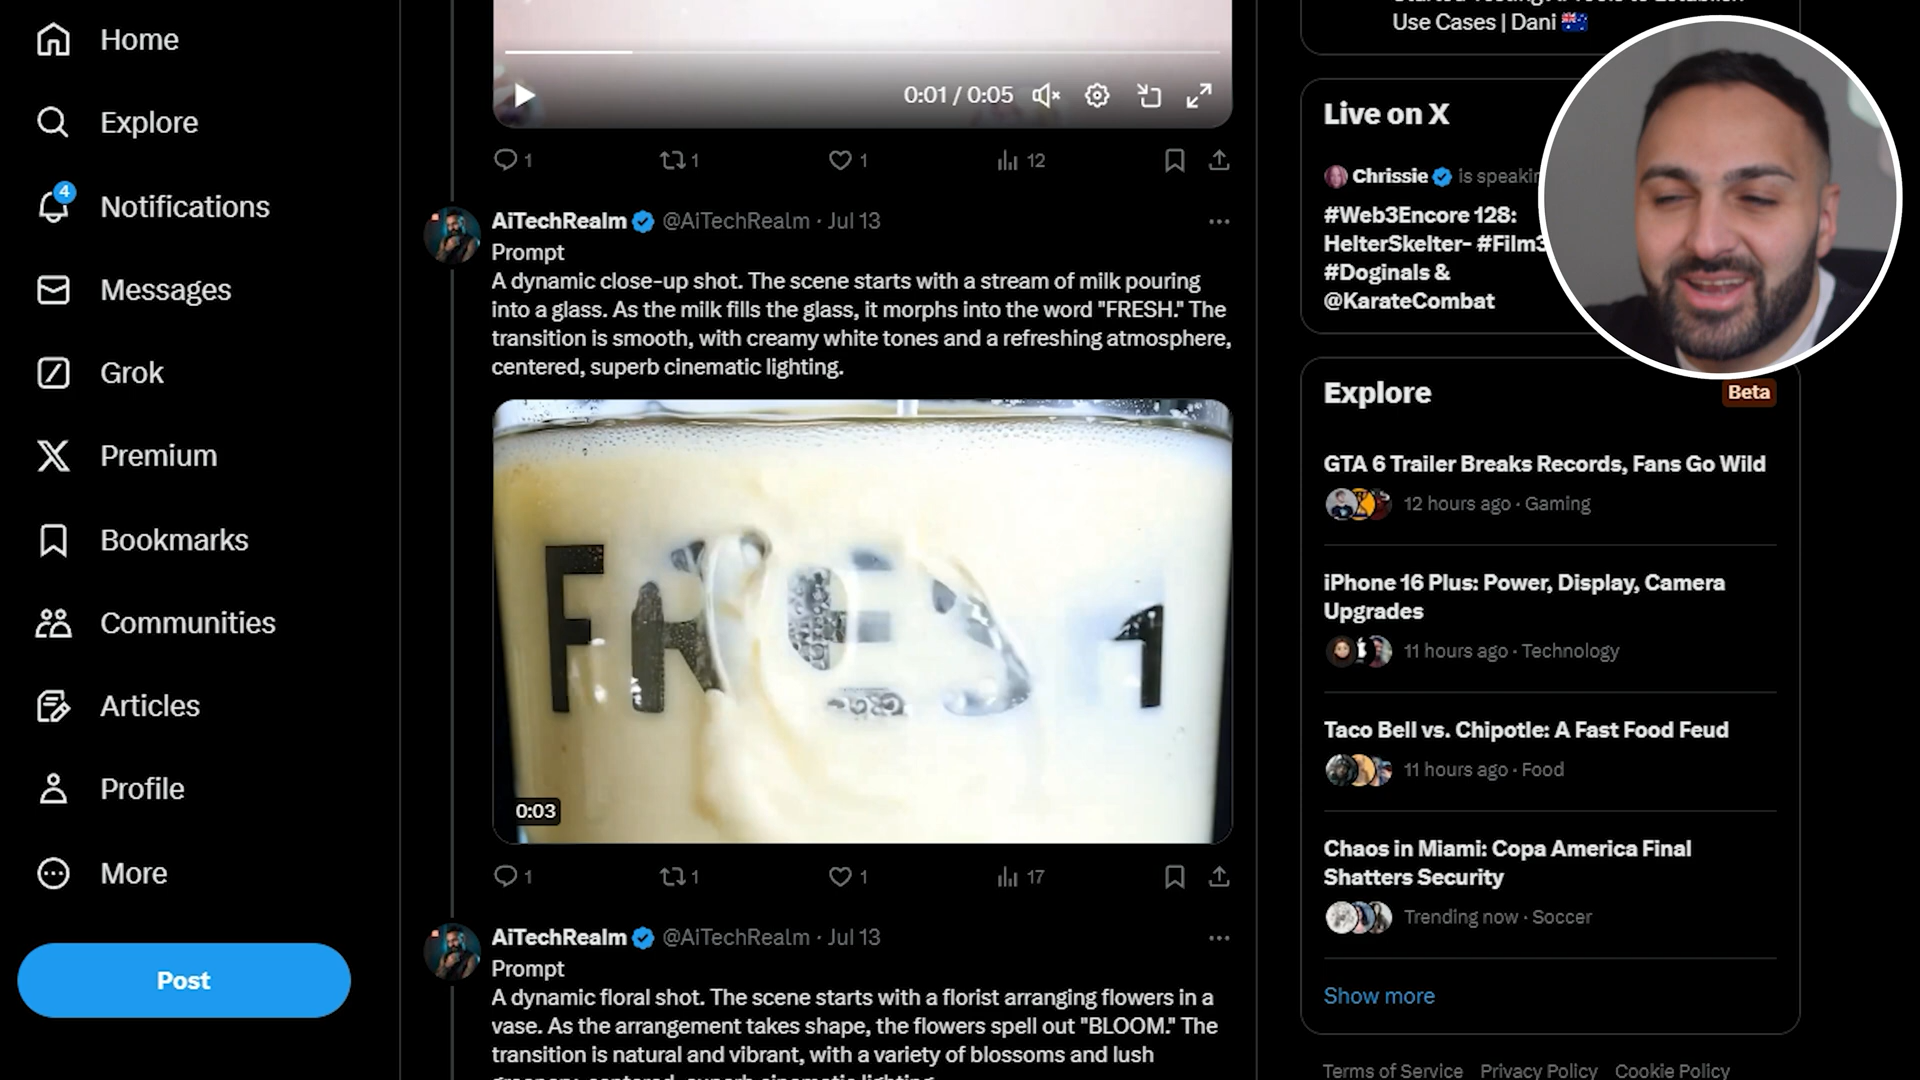 Home
Explore
4
Notifications
Messages
Grok
Premium
Bookmarks
Communities
Articles
Profile
More
Post
0:01 / 0:05
1
1
1
12
AiTechRealm @AiTechRealm · Jul 13
Prompt
A dynamic close-up shot. The scene starts with a stream of milk pouring
into a glass. As the milk fills the glass, it morphs into the word "FRESH." The
transition is smooth, with creamy white tones and a refreshing atmosphere,
centered, superb cinematic lighting.
0:03
1
1
1
17
AiTechRealm @AiTechRealm · Jul 13
Prompt
A dynamic floral shot. The scene starts with a florist arranging flowers in a
vase. As the arrangement takes shape, the flowers spell out "BLOOM." The
transition is natural and vibrant, with a variety of blossoms and lush
Use Cases | Dani
Live on X
Chrissie is speakin
#Web3Encore 128:
HelterSkelter- #Film3
#Doginals &
@KarateCombat
Explore
Beta
GTA 6 Trailer Breaks Records, Fans Go Wild
12 hours ago · Gaming
iPhone 16 Plus: Power, Display, Camera
Upgrades
11 hours ago · Technology
Taco Bell vs. Chipotle: A Fast Food Feud
11 hours ago · Food
Chaos in Miami: Copa America Final
Shatters Security
Trending now · Soccer
Show more
Terms of Service Privacy Policy Cookie Policy